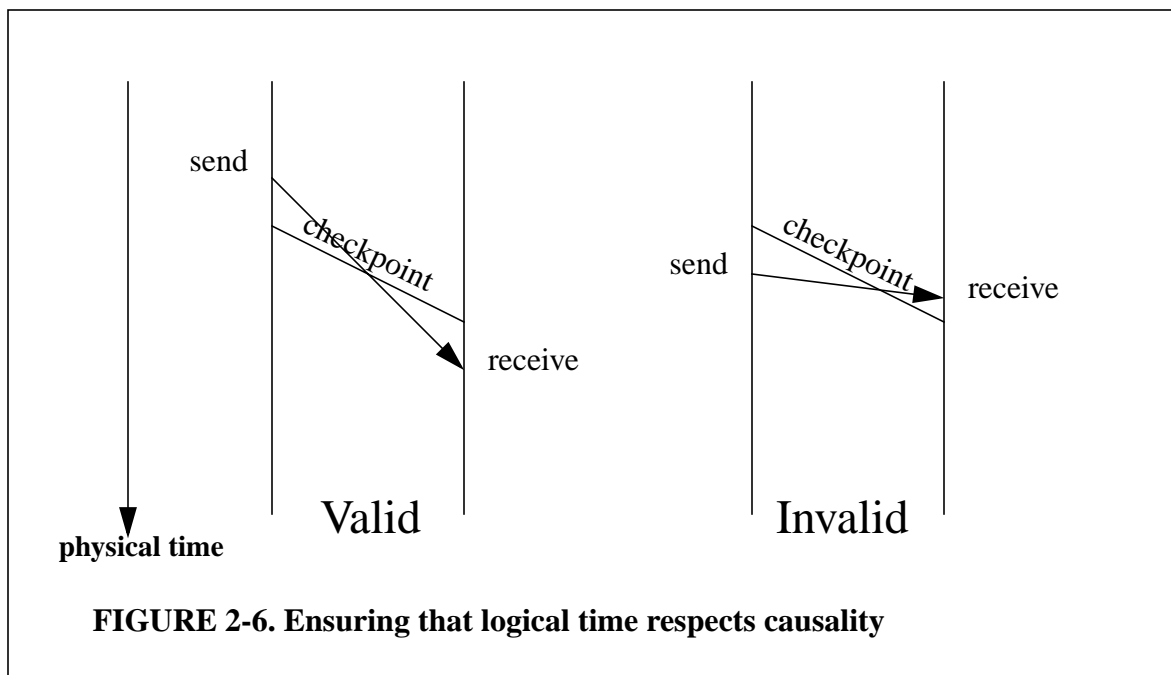 send
checkpoint
receive
Valid
checkpoint
send
receive
Invalid
physical time
FIGURE 2-6. Ensuring that logical time respects causality